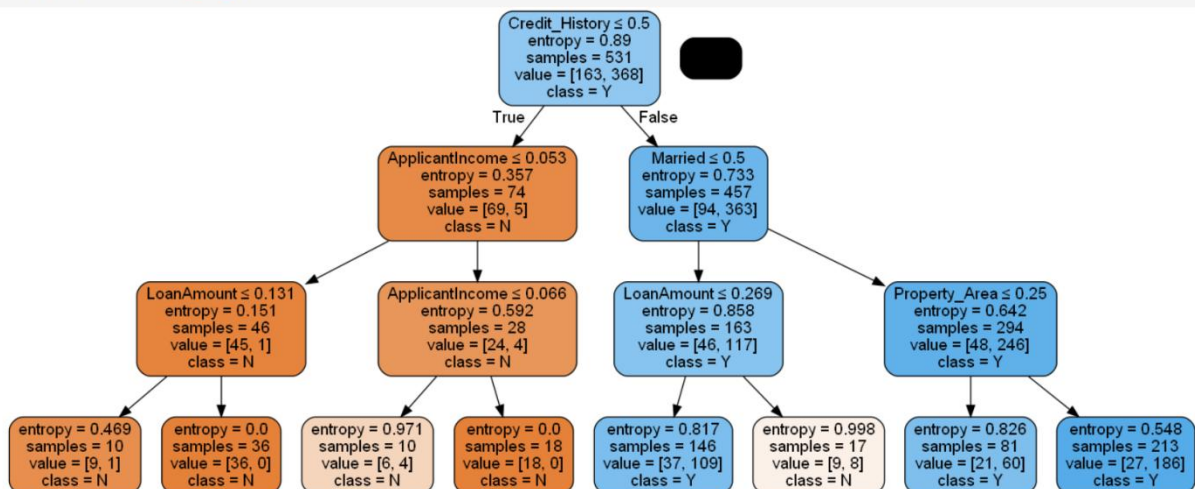 Credit_History ≤ 0.5
entropy = 0.89
samples = 531
value = [163, 368]
class = Y
True
False
ApplicantIncome ≤ 0.053
entropy = 0.357
samples = 74
value = [69, 5]
class = N
Married ≤ 0.5
entropy = 0.733
samples = 457
value = [94, 363]
class = Y
LoanAmount ≤ 0.131
entropy = 0.151
samples = 46
value = [45, 1]
class = N
ApplicantIncome ≤ 0.066
entropy = 0.592
samples = 28
value = [24, 4]
class = N
LoanAmount ≤ 0.269
entropy = 0.858
samples = 163
value = [46, 117]
class = Y
Property_Area ≤ 0.25
entropy = 0.642
samples = 294
value = [48, 246]
class = Y
entropy = 0.469
samples = 10
value = [9, 1]
class = N
entropy = 0.0
samples = 36
value = [36, 0]
class = N
entropy = 0.971
samples = 10
value = [6, 4]
class = N
entropy = 0.0
samples = 18
value = [18, 0]
class = N
entropy = 0.817
samples = 146
value = [37, 109]
class = Y
entropy = 0.998
samples = 17
value = [9, 8]
class = N
entropy = 0.826
samples = 81
value = [21, 60]
class = Y
entropy = 0.548
samples = 213
value = [27, 186]
class = Y